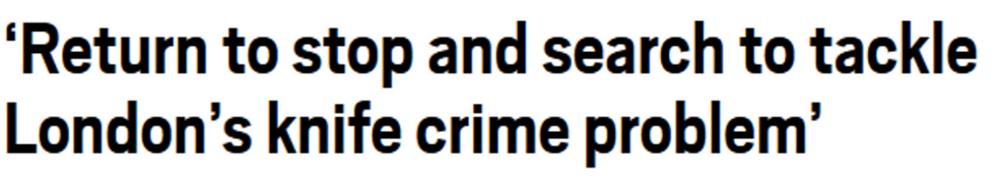 ‘Return to stop and search to tackle
London’s knife crime problem’